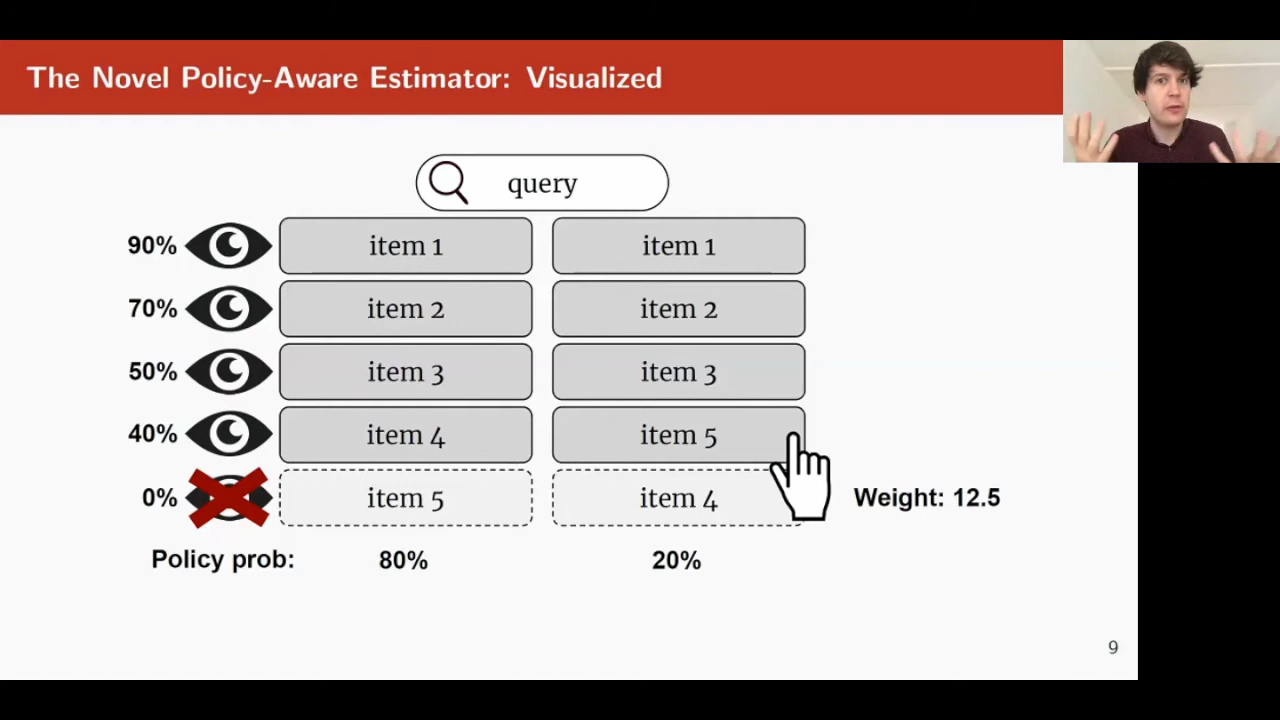 The Novel Policy-Aware Estimator: Visualized
query
90% item 1 item 1
70% item 2 item 2
50% item 3 item 3
40% item 4 item 5
0% item 5 item 4 Weight: 12.5
Policy prob: 80% 20%
9